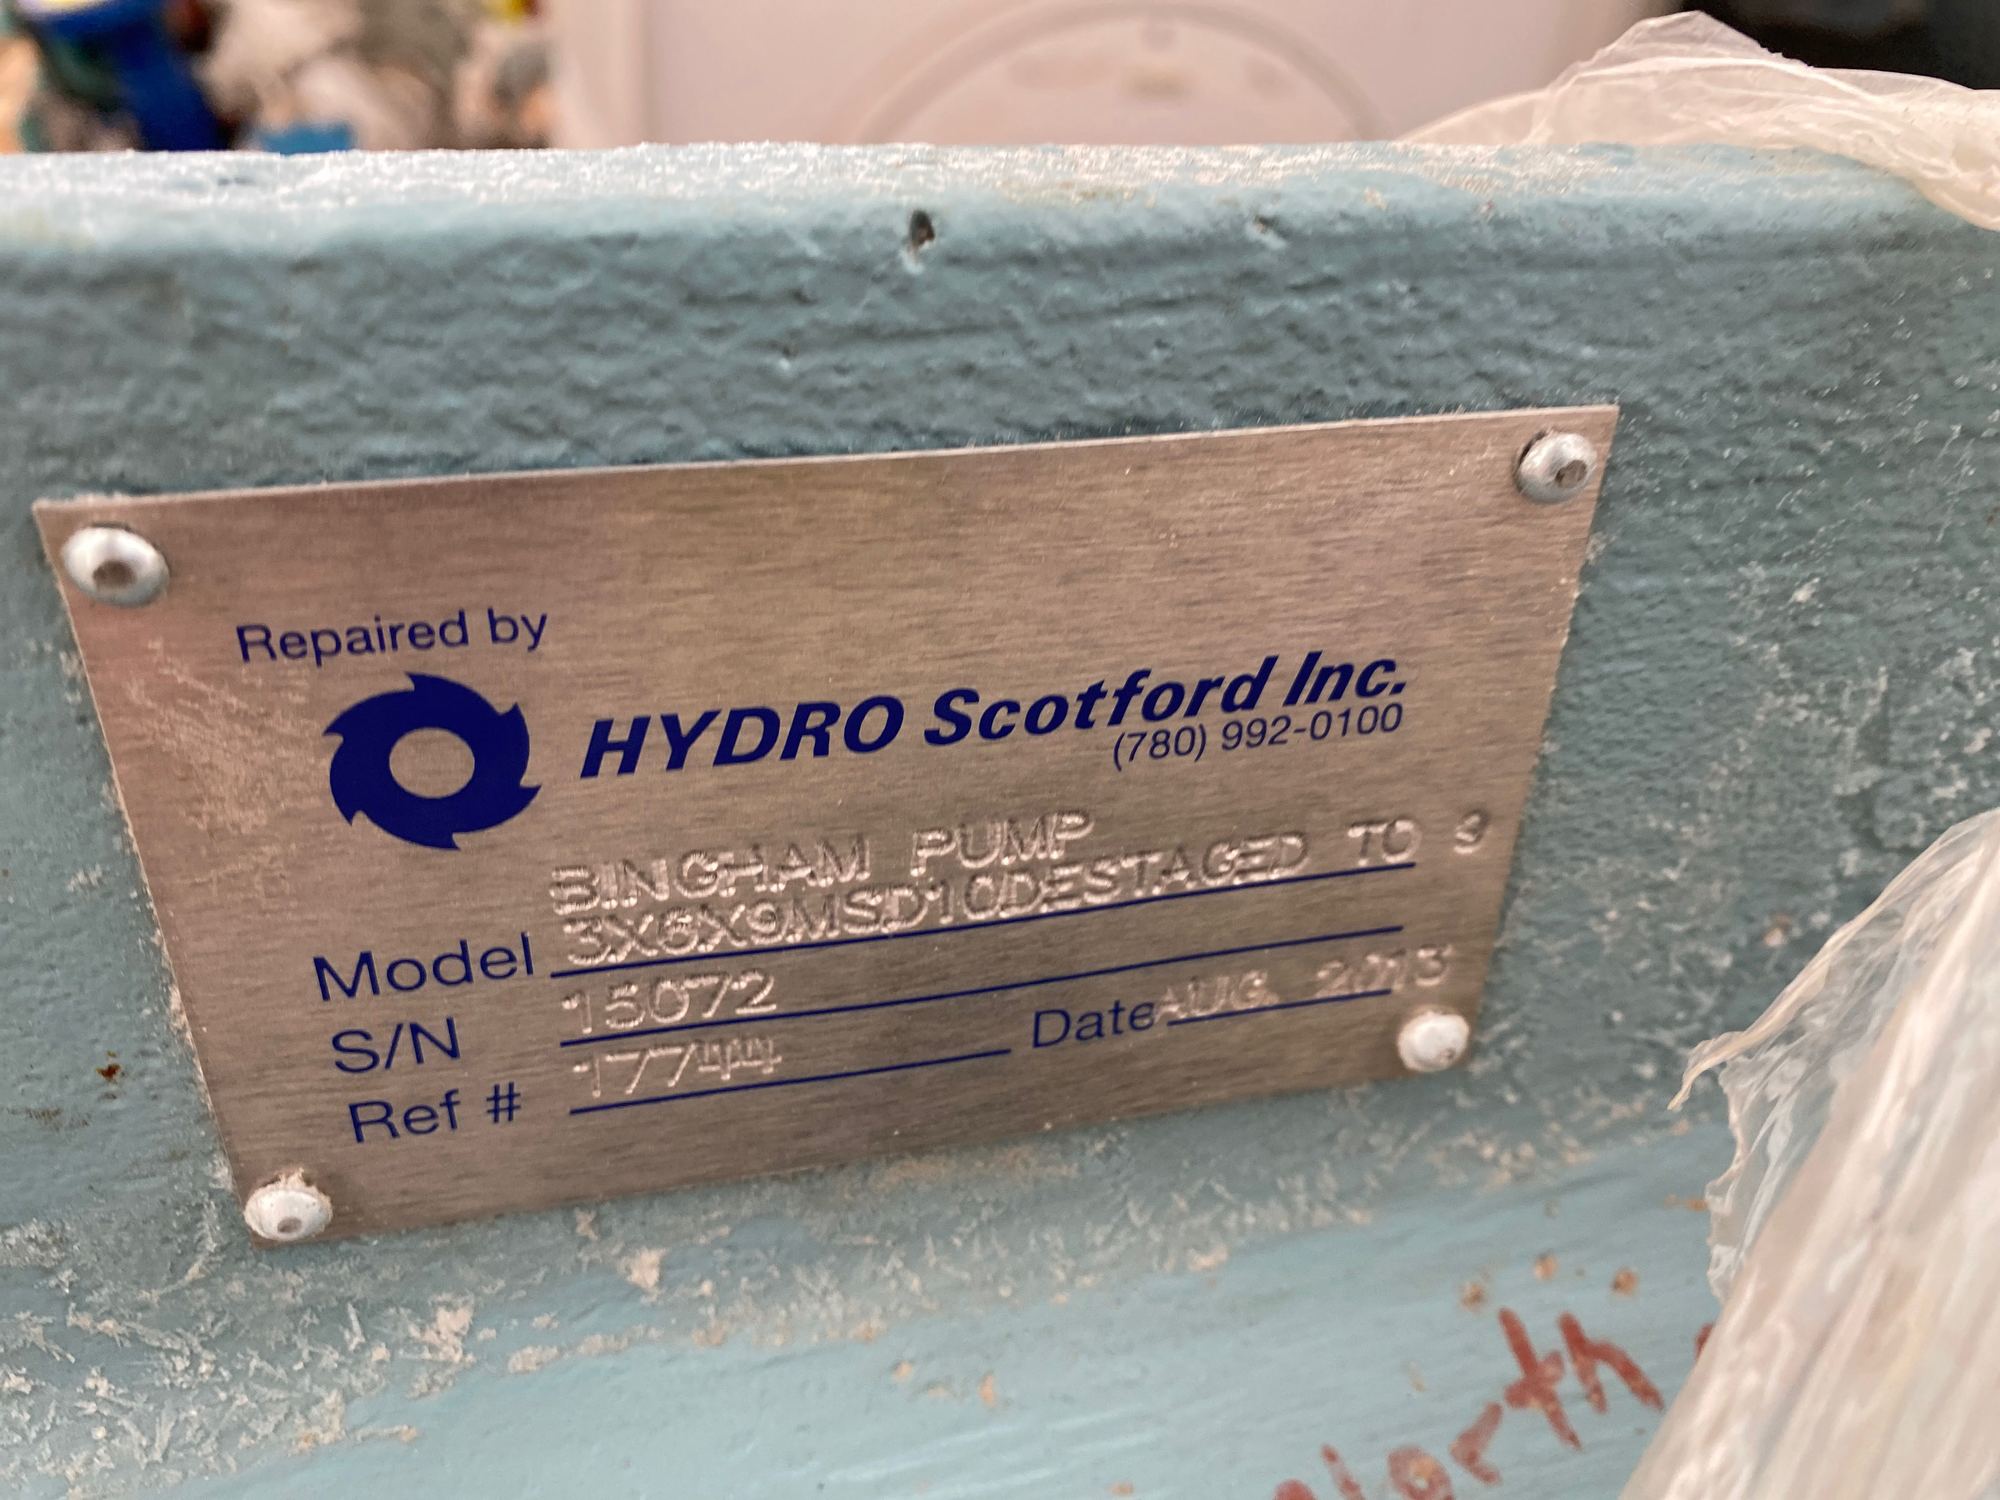 Repaired by
HYDRO Scotford Inc.
(780) 992-0100
BINGHAM PUMP
Model 3X6X9MSD10DESTAGED TO 9
S/N 15072
Ref # 17744 Date AUG. 2013
North